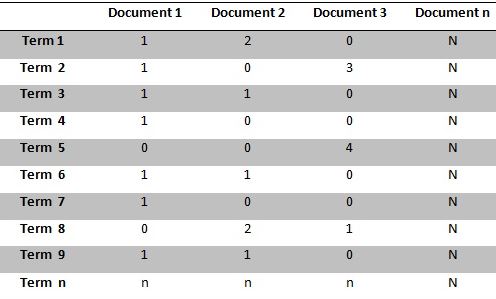 Document 1 Document 2 Document 3 Document n
Term 1 1 2 0 N
Term 2 1 0 3 N
Term 3 1 1 0 N
Term 4 1 0 0 N
Term 5 0 0 4 N
Term 6 1 1 0 N
Term 7 1 0 0 N
Term 8 0 2 1 N
Term 9 1 1 0 N
Term n n n n N